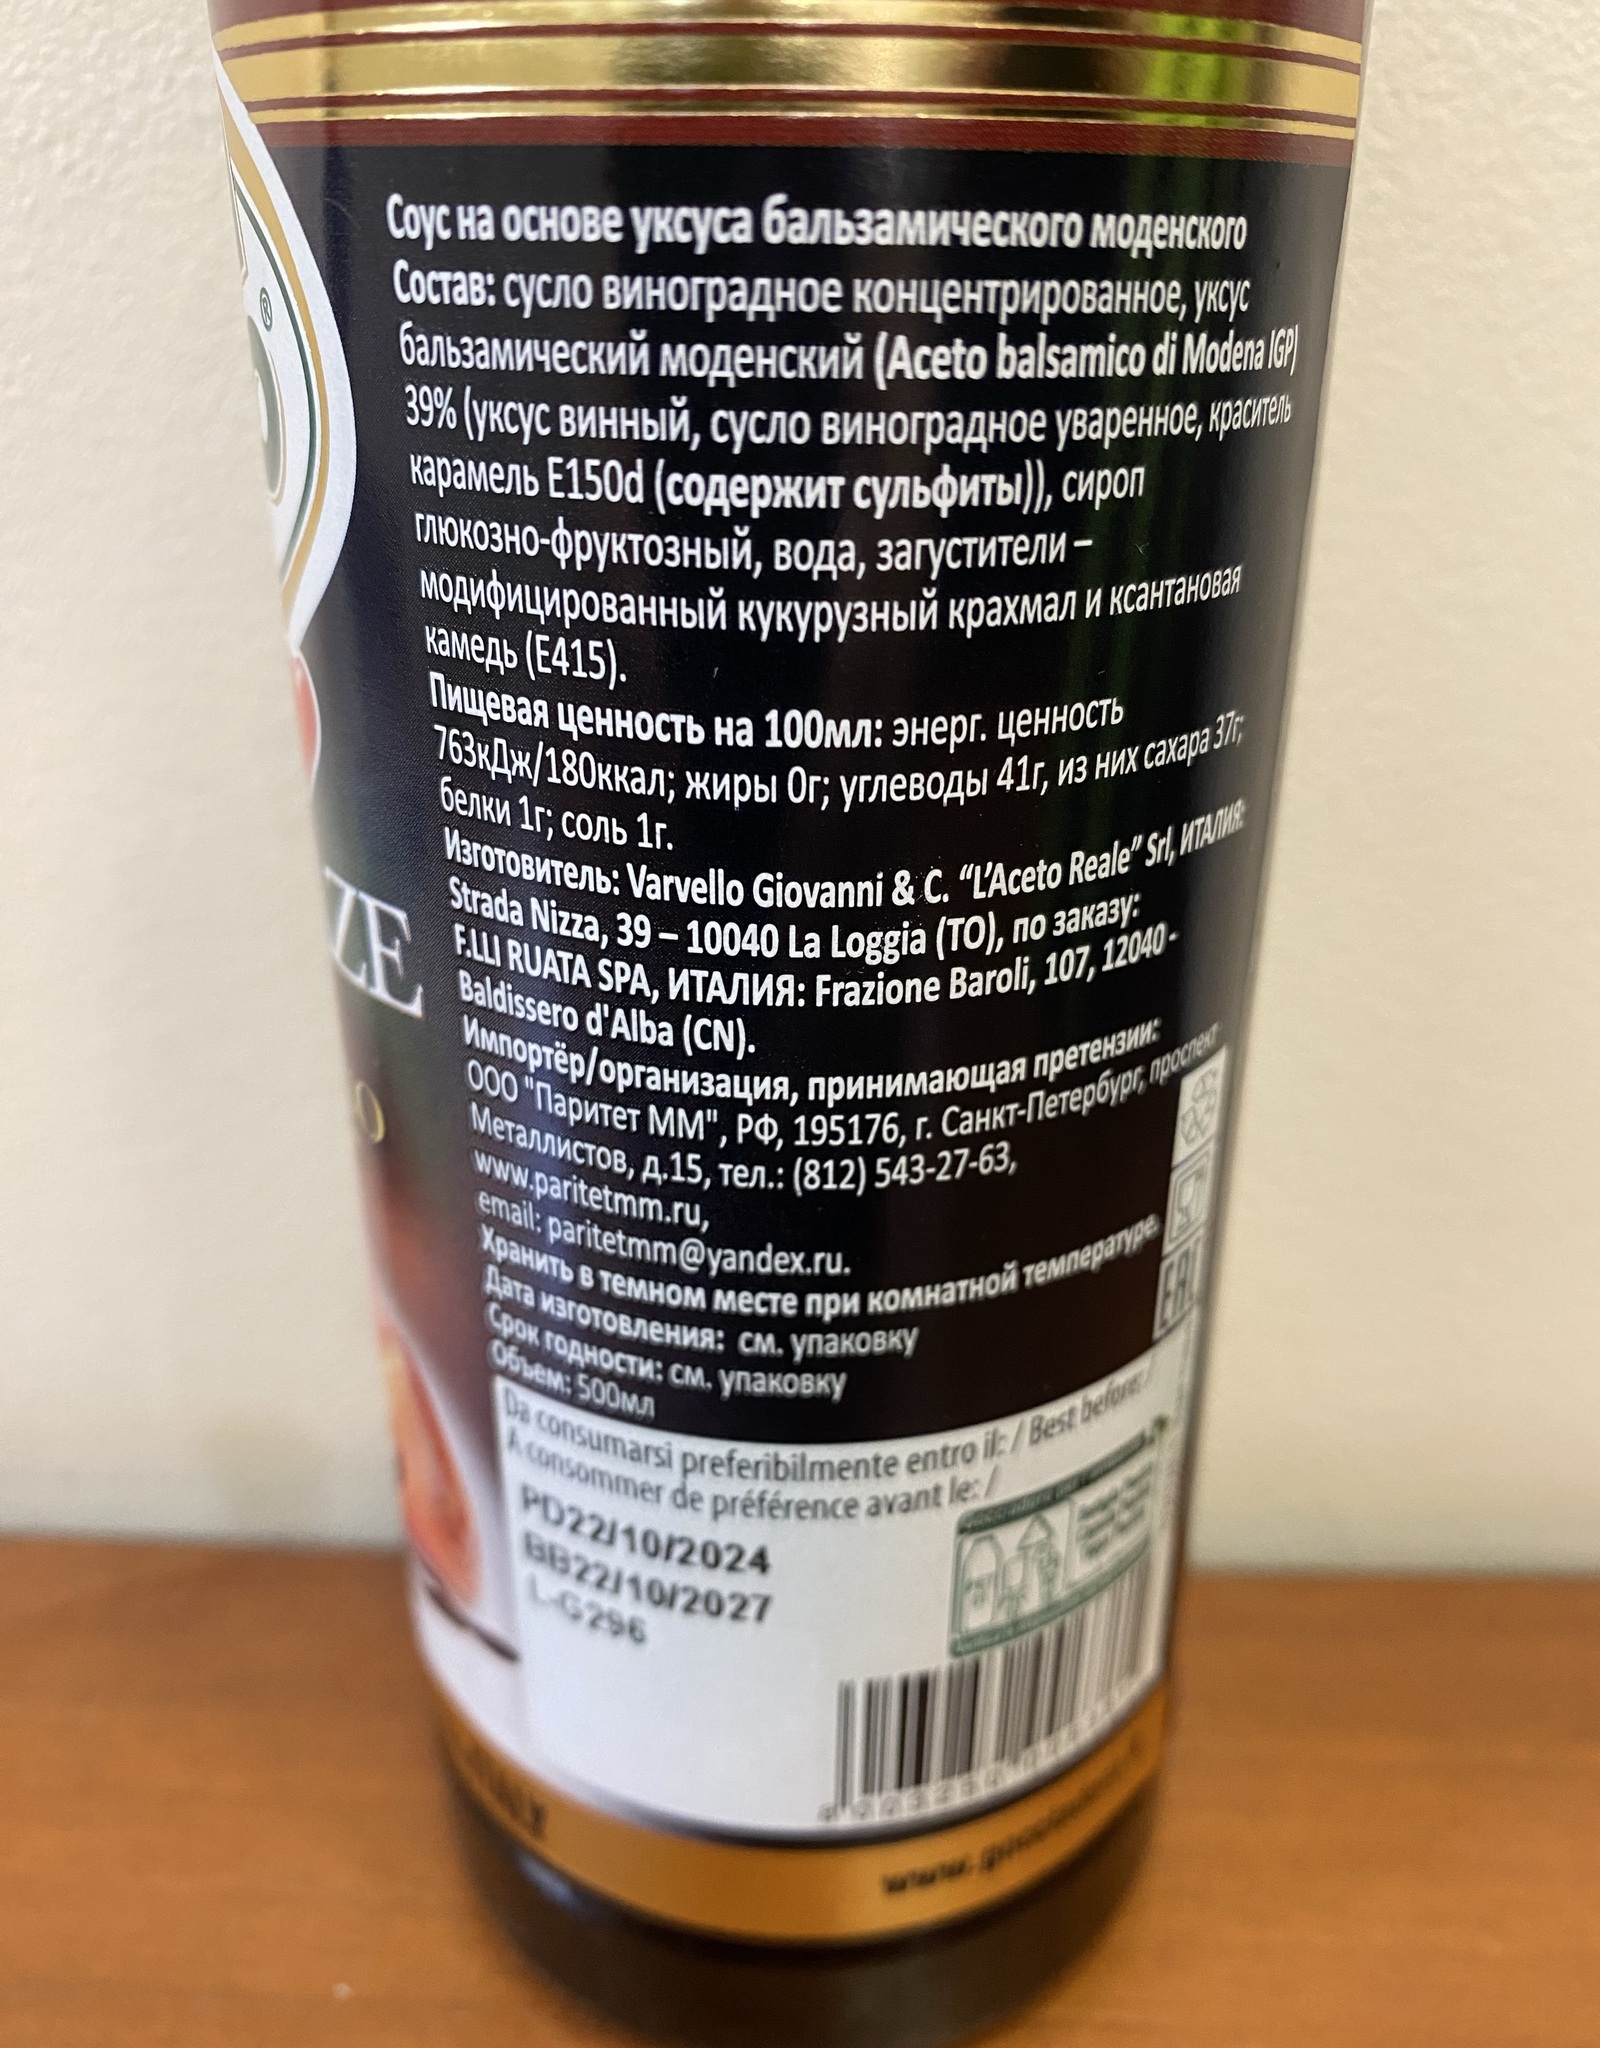 Соус на основе уксуса бальзамического моденского
Состав: сусло виноградное концентрированное, уксус
бальзамический моденский (Aceto balsamico di Modena IGP)
39% (уксус винный, сусло виноградное уваренное, краситель
карамель E150d (содержит сульфиты)), сироп
глюкозно-фруктозный, вода, загустители –
модифицированный кукурузный крахмал и ксантановая
камедь (E415).
Пищевая ценность на 100мл: энерг. ценность
763кДж/180ккал; жиры 0г; углеводы 41г, из них сахара 37г;
белки 1г; соль 1г.
Изготовитель: Varvello Giovanni & C. “L’Aceto Reale” Srl, ИТАЛИЯ:
Strada Nizza, 39 – 10040 La Loggia (TO), по заказу:
F.LLI RUATA SPA, ИТАЛИЯ: Frazione Baroli, 107, 12040 -
Baldissero d'Alba (CN).
Импортёр/организация, принимающая претензии:
ООО "Паритет ММ", РФ, 195176, г. Санкт-Петербург, проспект
Металлистов, д.15, тел.: (812) 543-27-63,
www.paritetmm.ru,
email: paritetmm@yandex.ru.
Хранить в темном месте при комнатной температуре.
Дата изготовления: см. упаковку
Срок годности: см. упаковку
Объем: 500мл
EAC
Da consumarsi preferibilmente entro il: / Best before: /
A consommer de préférence avant le: /
PD22/10/2024
BB22/10/2027
L-G296
ZE